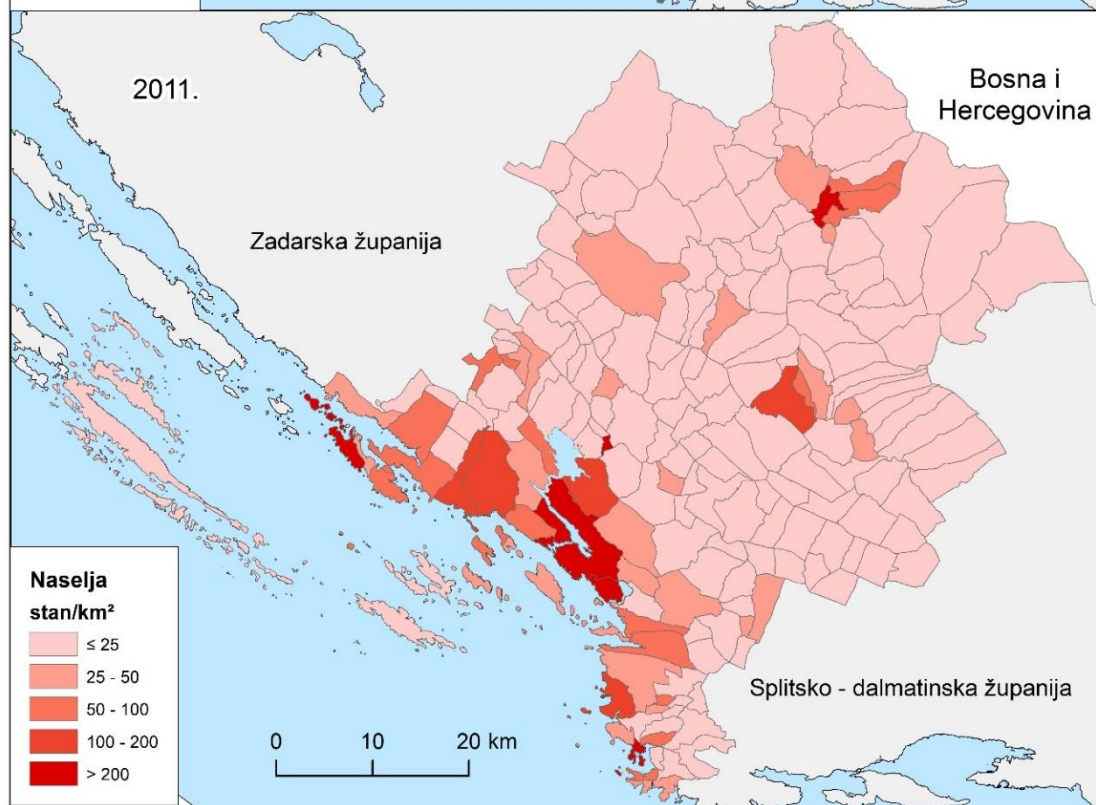 2011.
Bosna i
Hercegovina
Zadarska županija
Splitsko - dalmatinska županija
Naselja
stan/km²
≤ 25
25 - 50
50 - 100
100 - 200
> 200
0 10 20 km